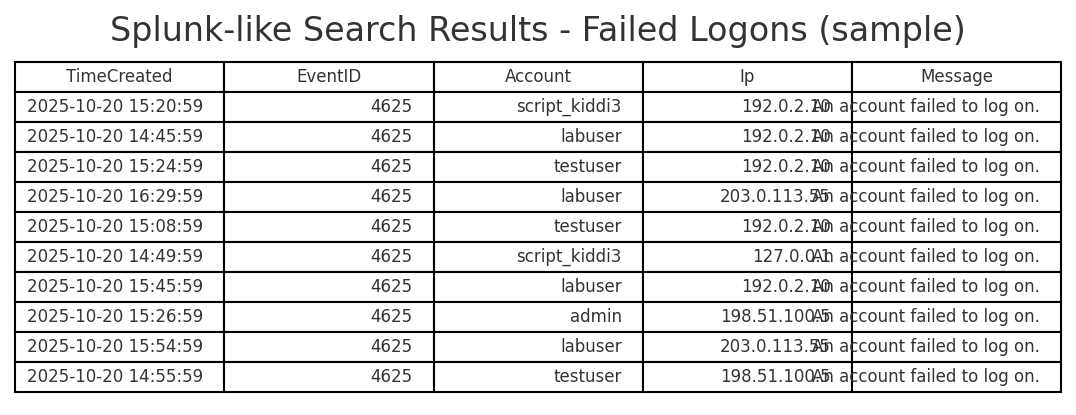 Splunk-like Search Results - Failed Logons (sample)
TimeCreated EventID Account Ip Message
2025-10-20 15:20:59 4625 script_kiddi3 192.0.2.10 An account failed to log on.
2025-10-20 14:45:59 4625 labuser 192.0.2.10 An account failed to log on.
2025-10-20 15:24:59 4625 testuser 192.0.2.10 An account failed to log on.
2025-10-20 16:29:59 4625 labuser 203.0.113.55 An account failed to log on.
2025-10-20 15:08:59 4625 testuser 192.0.2.10 An account failed to log on.
2025-10-20 14:49:59 4625 script_kiddi3 127.0.0.1 An account failed to log on.
2025-10-20 15:45:59 4625 labuser 192.0.2.10 An account failed to log on.
2025-10-20 15:26:59 4625 admin 198.51.100.5 An account failed to log on.
2025-10-20 15:54:59 4625 labuser 203.0.113.55 An account failed to log on.
2025-10-20 14:55:59 4625 testuser 198.51.100.5 An account failed to log on.